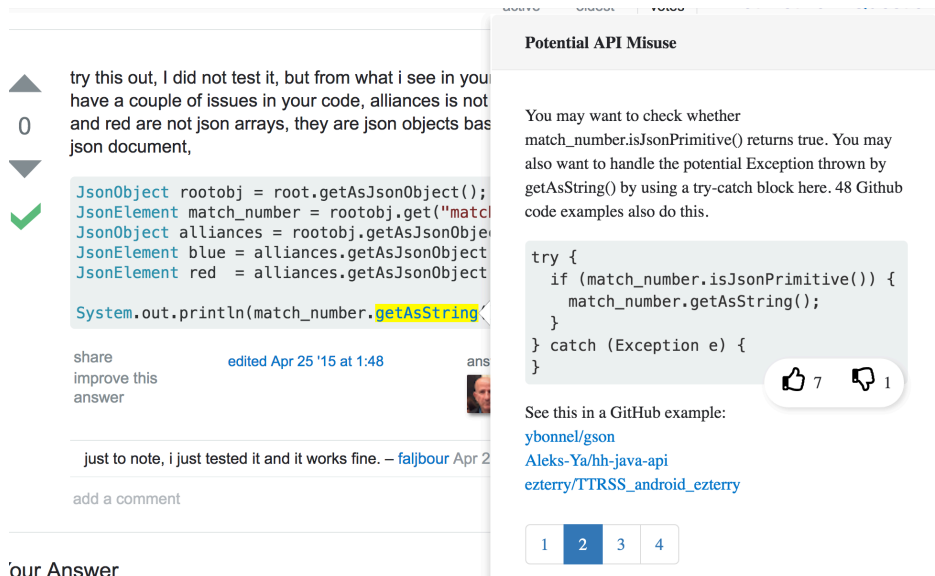 active oldest votes
try this out, I did not test it, but from what i see in your
have a couple of issues in your code, alliances is not
and red are not json arrays, they are json objects bas
json document,
0
JsonObject rootobj = root.getAsJsonObject();
JsonElement match_number = rootobj.get("matc
JsonObject alliances = rootobj.getAsJsonObje
JsonElement blue = alliances.getAsJsonObject
JsonElement red  = alliances.getAsJsonObject
System.out.println(match_number.getAsString(
share
improve this
answer
edited Apr 25 '15 at 1:48
ans
just to note, i just tested it and it works fine. – faljbour Apr 2
add a comment
Your Answer
Potential API Misuse
You may want to check whether
match_number.isJsonPrimitive() returns true. You may
also want to handle the potential Exception thrown by
getAsString() by using a try-catch block here. 48 Github
code examples also do this.
try {
  if (match_number.isJsonPrimitive()) {
    match_number.getAsString();
  }
} catch (Exception e) {
}
7 1
See this in a GitHub example:
ybonnel/gson
Aleks-Ya/hh-java-api
ezterry/TTRSS_android_ezterry
1 2 3 4